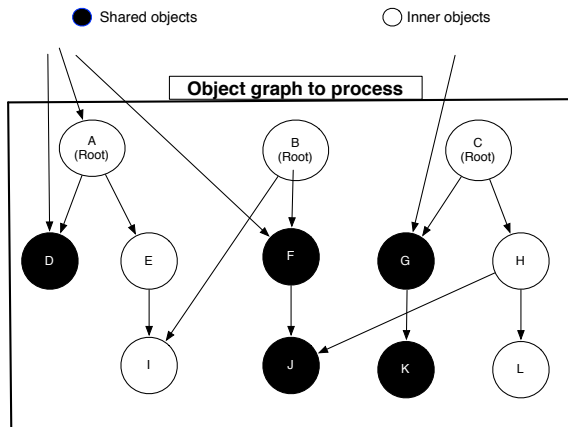 Shared objects
Inner objects
Object graph to process
A
(Root)
B
(Root)
C
(Root)
D
E
F
G
H
I
J
K
L